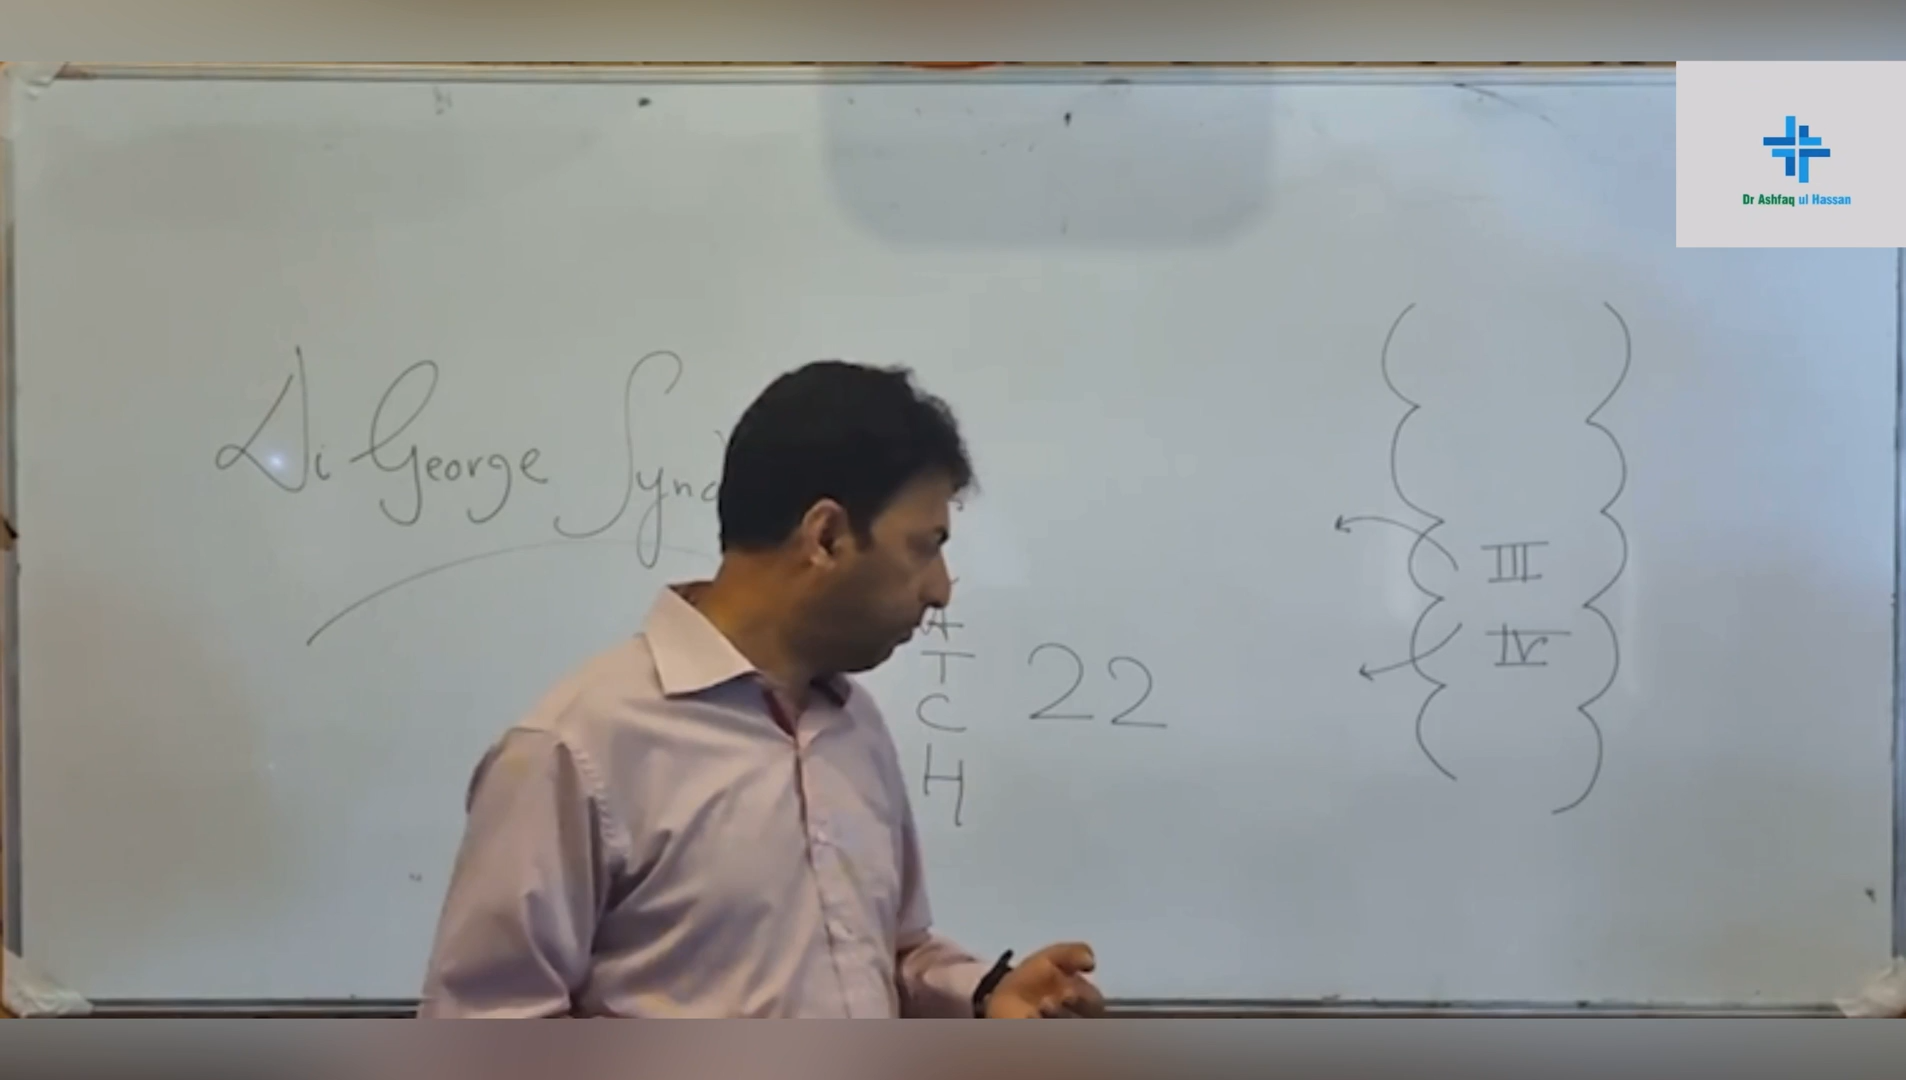 Di George Synd
A
T
C 22
H
III
IV
Dr Ashfaq ul Hassan